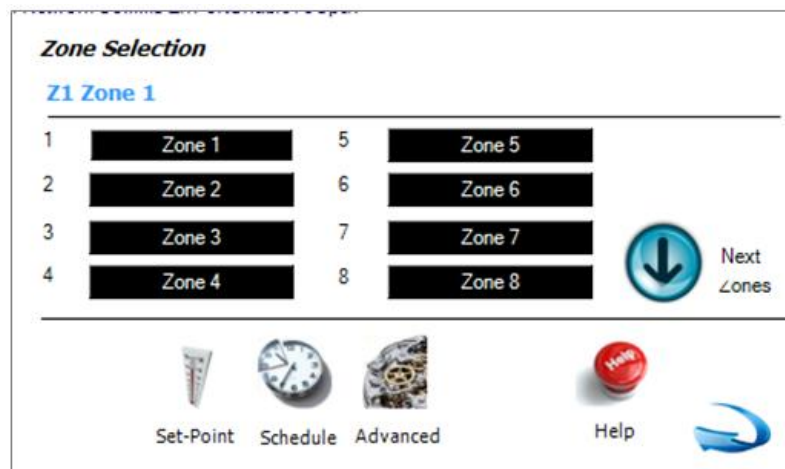 Zone Selection
Z1 Zone 1
1 Zone 1 5 Zone 5
2 Zone 2 6 Zone 6
3 Zone 3 7 Zone 7
4 Zone 4 8 Zone 8
Next
Zones
Help
Set-Point Schedule Advanced Help